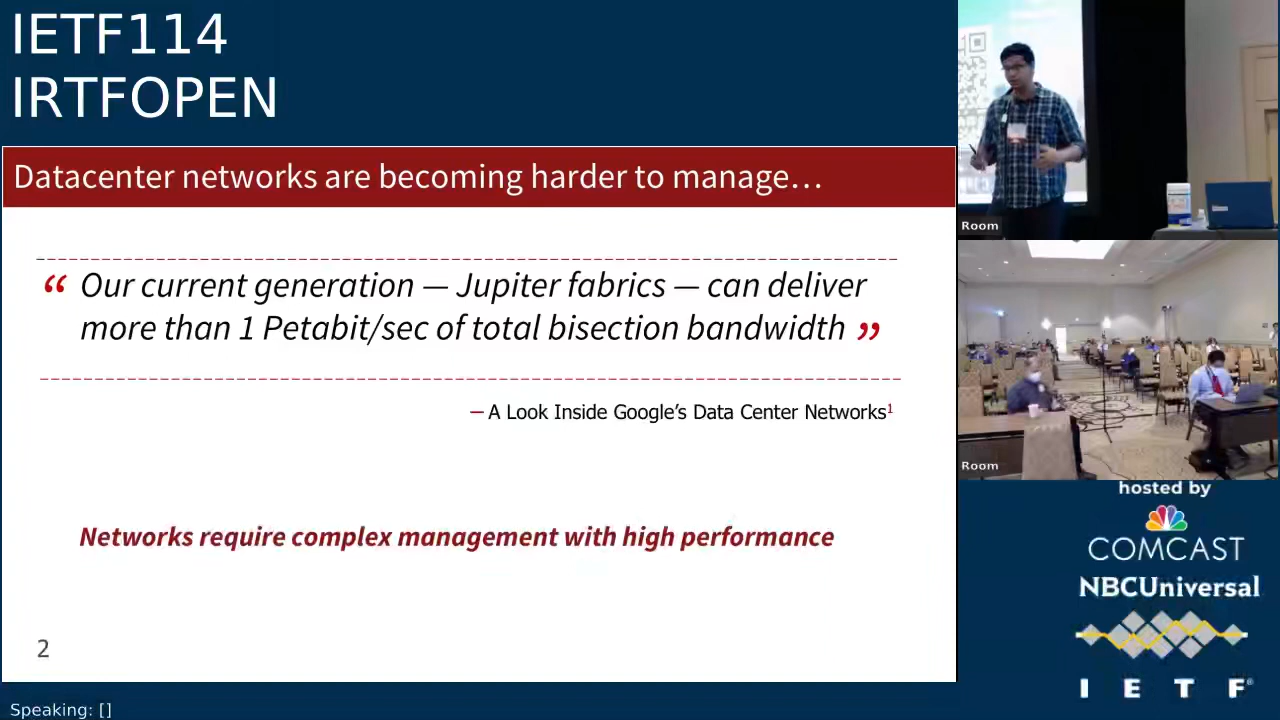 IETF114
IRTFOPEN
Datacenter networks are becoming harder to manage…
“ Our current generation — Jupiter fabrics — can deliver
more than 1 Petabit/sec of total bisection bandwidth ”
— A Look Inside Google’s Data Center Networks¹
Networks require complex management with high performance
2
Speaking: []
Room
Room
hosted by
COMCAST
NBCUniversal
I E T F®